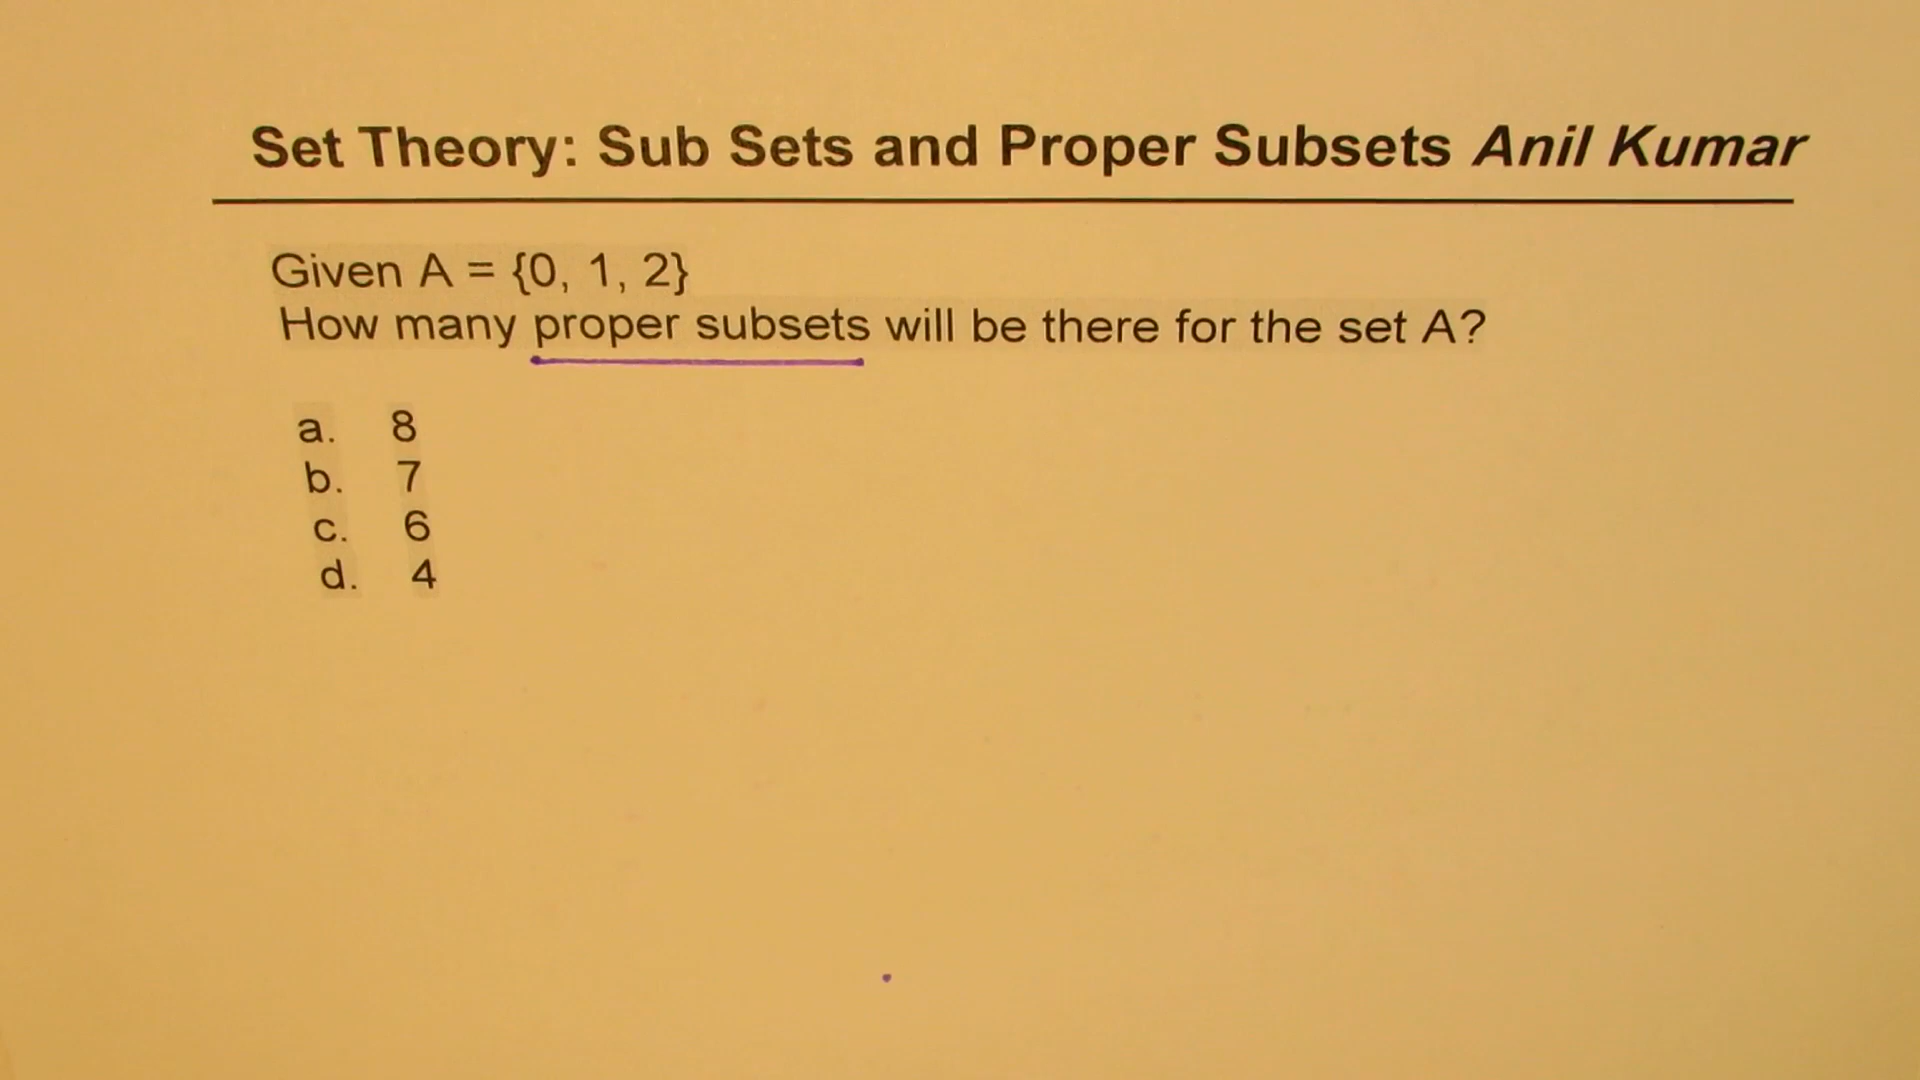 Set Theory: Sub Sets and Proper Subsets Anil Kumar
Given A = {0, 1, 2}
How many proper subsets will be there for the set A?
a. 8
b. 7
c. 6
d. 4